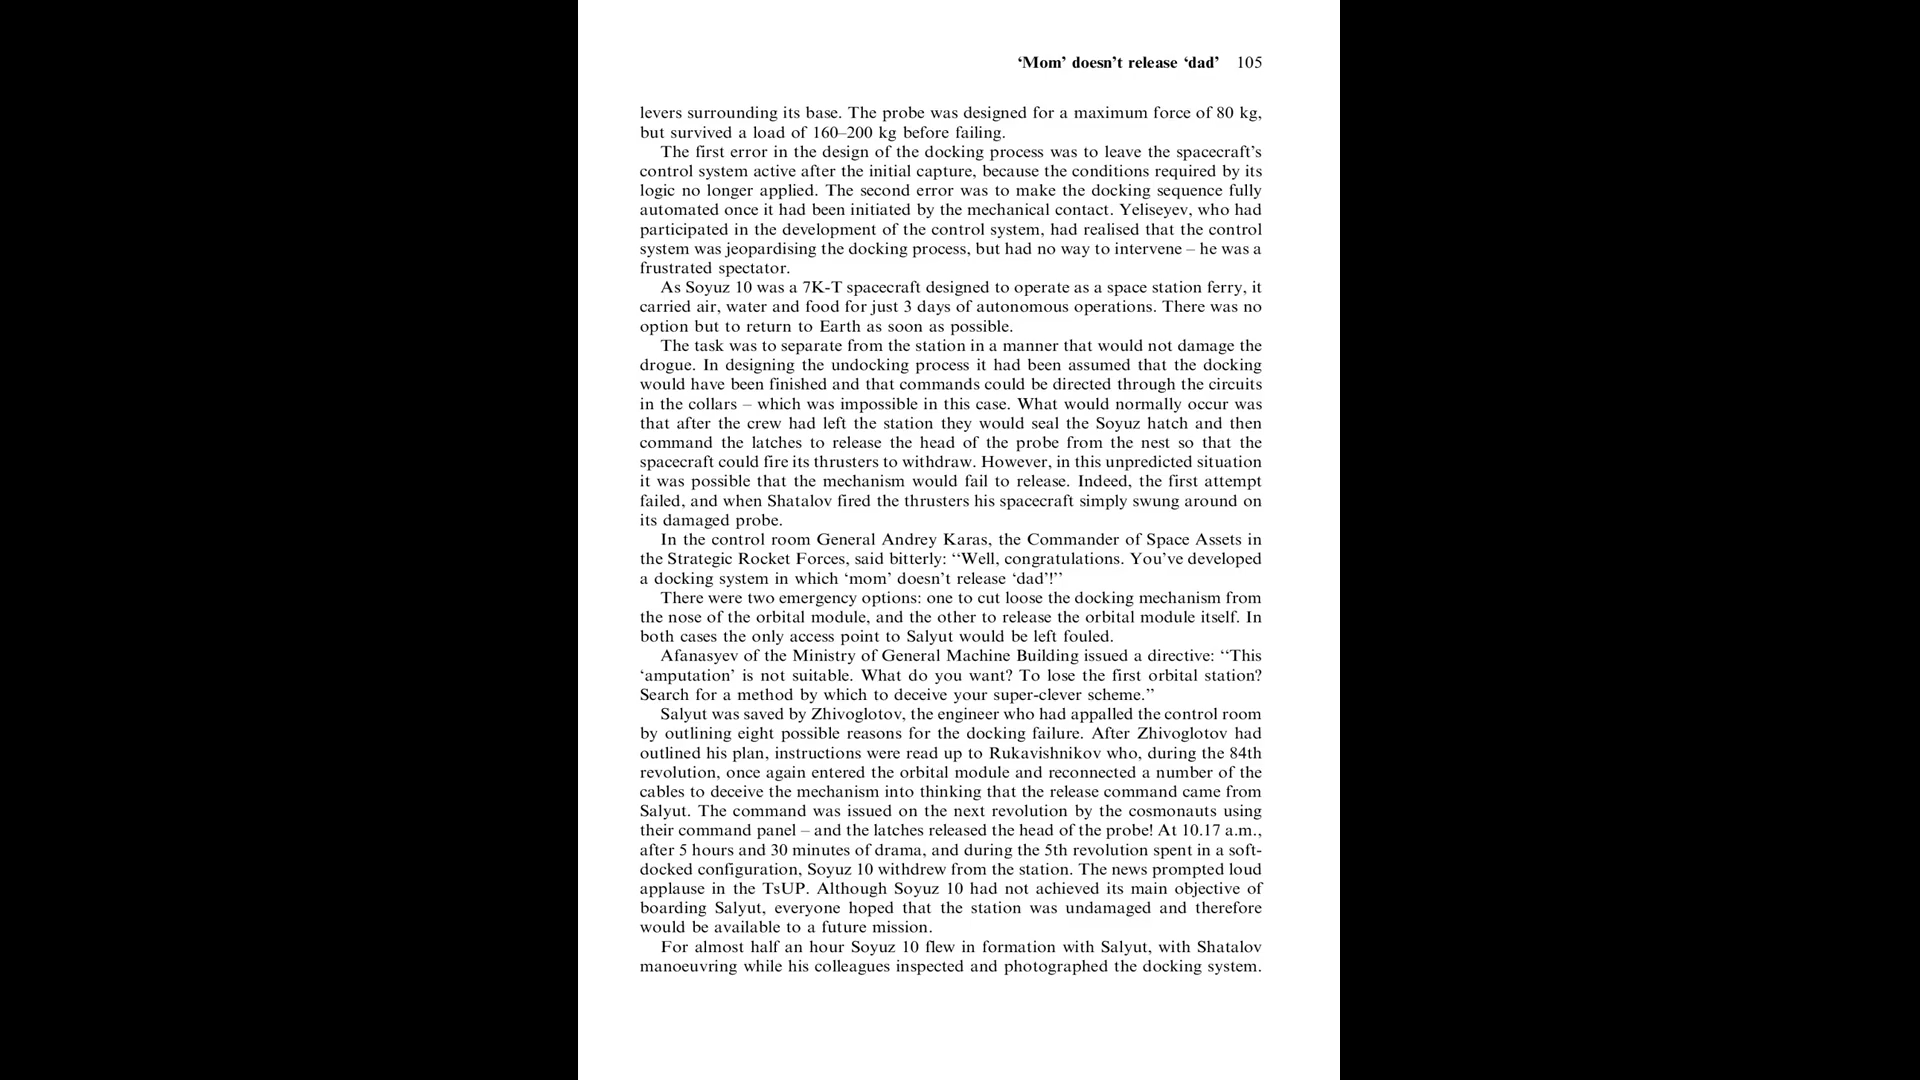 ‘Mom’ doesn’t release ‘dad’ 105
levers surrounding its base. The probe was designed for a maximum force of 80 kg,
but survived a load of 160–200 kg before failing.
The first error in the design of the docking process was to leave the spacecraft’s
control system active after the initial capture, because the conditions required by its
logic no longer applied. The second error was to make the docking sequence fully
automated once it had been initiated by the mechanical contact. Yeliseyev, who had
participated in the development of the control system, had realised that the control
system was jeopardising the docking process, but had no way to intervene – he was a
frustrated spectator.
As Soyuz 10 was a 7K-T spacecraft designed to operate as a space station ferry, it
carried air, water and food for just 3 days of autonomous operations. There was no
option but to return to Earth as soon as possible.
The task was to separate from the station in a manner that would not damage the
drogue. In designing the undocking process it had been assumed that the docking
would have been finished and that commands could be directed through the circuits
in the collars – which was impossible in this case. What would normally occur was
that after the crew had left the station they would seal the Soyuz hatch and then
command the latches to release the head of the probe from the nest so that the
spacecraft could fire its thrusters to withdraw. However, in this unpredicted situation
it was possible that the mechanism would fail to release. Indeed, the first attempt
failed, and when Shatalov fired the thrusters his spacecraft simply swung around on
its damaged probe.
In the control room General Andrey Karas, the Commander of Space Assets in
the Strategic Rocket Forces, said bitterly: ‘‘Well, congratulations. You’ve developed
a docking system in which ‘mom’ doesn’t release ‘dad’!’’
There were two emergency options: one to cut loose the docking mechanism from
the nose of the orbital module, and the other to release the orbital module itself. In
both cases the only access point to Salyut would be left fouled.
Afanasyev of the Ministry of General Machine Building issued a directive: ‘‘This
‘amputation’ is not suitable. What do you want? To lose the first orbital station?
Search for a method by which to deceive your super-clever scheme.’’
Salyut was saved by Zhivoglotov, the engineer who had appalled the control room
by outlining eight possible reasons for the docking failure. After Zhivoglotov had
outlined his plan, instructions were read up to Rukavishnikov who, during the 84th
revolution, once again entered the orbital module and reconnected a number of the
cables to deceive the mechanism into thinking that the release command came from
Salyut. The command was issued on the next revolution by the cosmonauts using
their command panel – and the latches released the head of the probe! At 10.17 a.m.,
after 5 hours and 30 minutes of drama, and during the 5th revolution spent in a soft-
docked configuration, Soyuz 10 withdrew from the station. The news prompted loud
applause in the TsUP. Although Soyuz 10 had not achieved its main objective of
boarding Salyut, everyone hoped that the station was undamaged and therefore
would be available to a future mission.
For almost half an hour Soyuz 10 flew in formation with Salyut, with Shatalov
manoeuvring while his colleagues inspected and photographed the docking system.